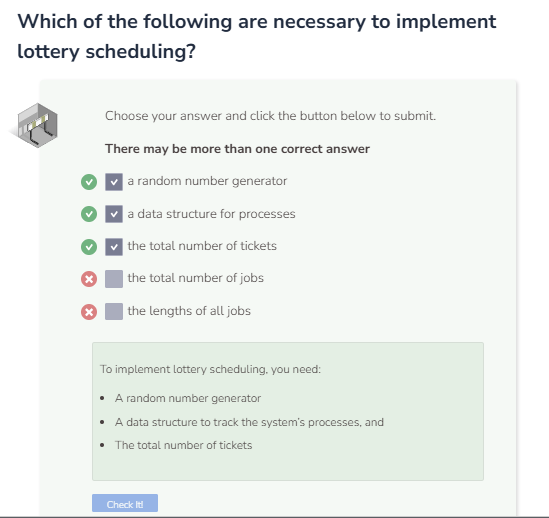 Which of the following are necessary to implement
lottery scheduling?
Choose your answer and click the button below to submit.
There may be more than one correct answer
a random number generator
a data structure for processes
the total number of tickets
the total number of jobs
the lengths of all jobs
To implement lottery scheduling, you need:
• A random number generator
• A data structure to track the system's processes, and
• The total number of tickets
Check It!